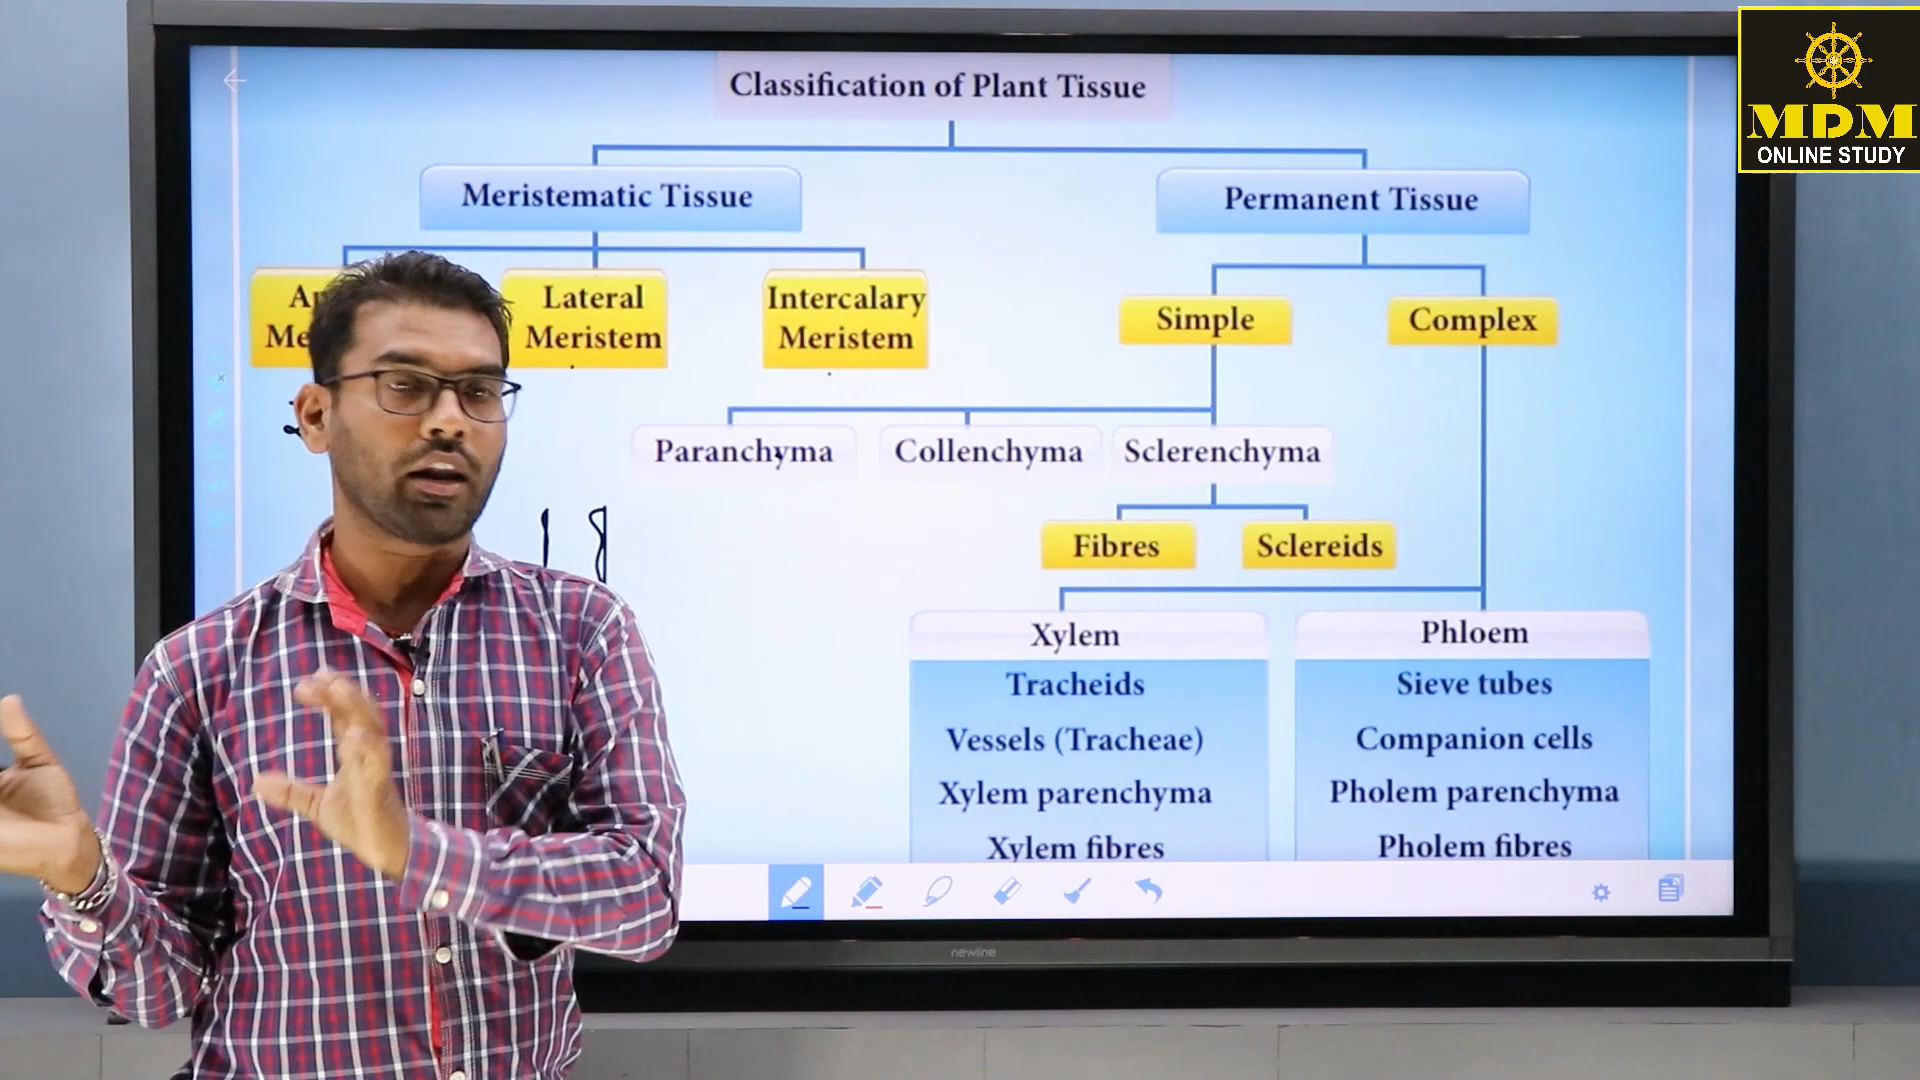 MDM
ONLINE STUDY
Classification of Plant Tissue
Meristematic Tissue
Permanent Tissue
Lateral
Meristem
Intercalary
Meristem
Simple
Complex
Paranchyma
Collenchyma
Sclerenchyma
Fibres
Sclereids
Xylem
Tracheids
Vessels (Tracheae)
Xylem parenchyma
Xylem fibres
Phloem
Sieve tubes
Companion cells
Pholem parenchyma
Pholem fibres
newline